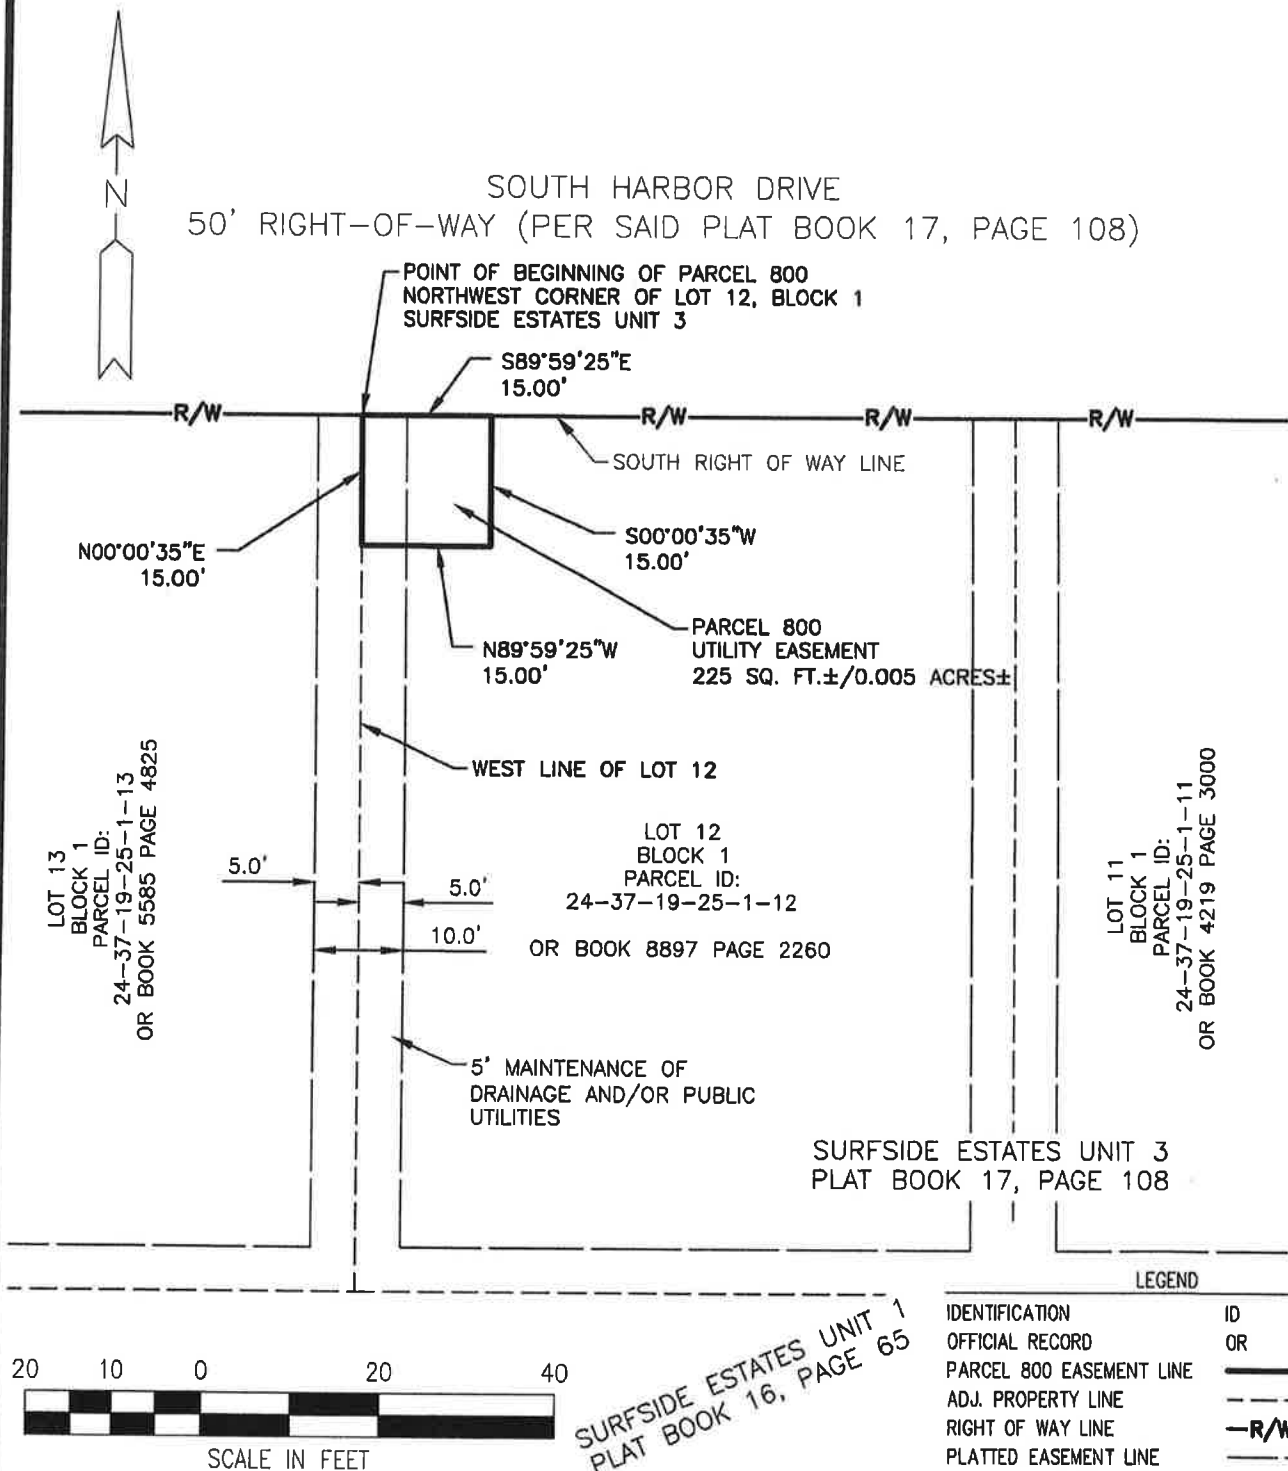 N
SOUTH HARBOR DRIVE
50' RIGHT-OF-WAY (PER SAID PLAT BOOK 17, PAGE 108)
POINT OF BEGINNING OF PARCEL 800
NORTHWEST CORNER OF LOT 12, BLOCK 1
SURFSIDE ESTATES UNIT 3
S89°59'25"E
15.00'
R/W
R/W
R/W
R/W
SOUTH RIGHT OF WAY LINE
N00°00'35"E
15.00'
S00°00'35"W
15.00'
N89°59'25"W
15.00'
PARCEL 800
UTILITY EASEMENT
225 SQ. FT.±/0.005 ACRES±
WEST LINE OF LOT 12
LOT 13
BLOCK 1
PARCEL ID:
24-37-19-25-1-13
OR BOOK 5585 PAGE 4825
5.0'
5.0'
10.0'
LOT 12
BLOCK 1
PARCEL ID:
24-37-19-25-1-12
OR BOOK 8897 PAGE 2260
LOT 11
BLOCK 1
PARCEL ID:
24-37-19-25-1-11
OR BOOK 4219 PAGE 3000
5' MAINTENANCE OF
DRAINAGE AND/OR PUBLIC
UTILITIES
SURFSIDE ESTATES UNIT 3
PLAT BOOK 17, PAGE 108
SURFSIDE ESTATES UNIT 1
PLAT BOOK 16, PAGE 65
20 10 0 20 40
SCALE IN FEET
LEGEND
IDENTIFICATION ID
OFFICIAL RECORD OR
PARCEL 800 EASEMENT LINE
ADJ. PROPERTY LINE
RIGHT OF WAY LINE R/W
PLATTED EASEMENT LINE